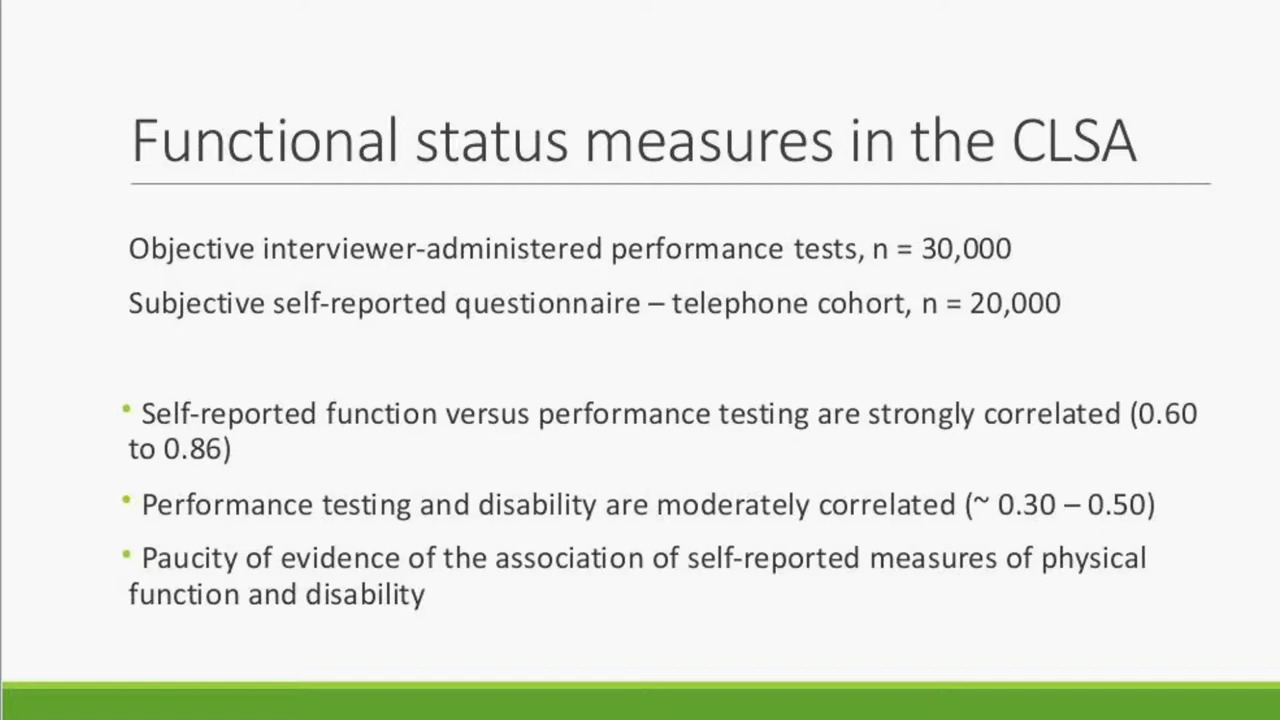 Functional status measures in the CLSA
Objective interviewer-administered performance tests, n = 30,000
Subjective self-reported questionnaire – telephone cohort, n = 20,000
• Self-reported function versus performance testing are strongly correlated (0.60
to 0.86)
• Performance testing and disability are moderately correlated (~ 0.30 – 0.50)
• Paucity of evidence of the association of self-reported measures of physical
function and disability